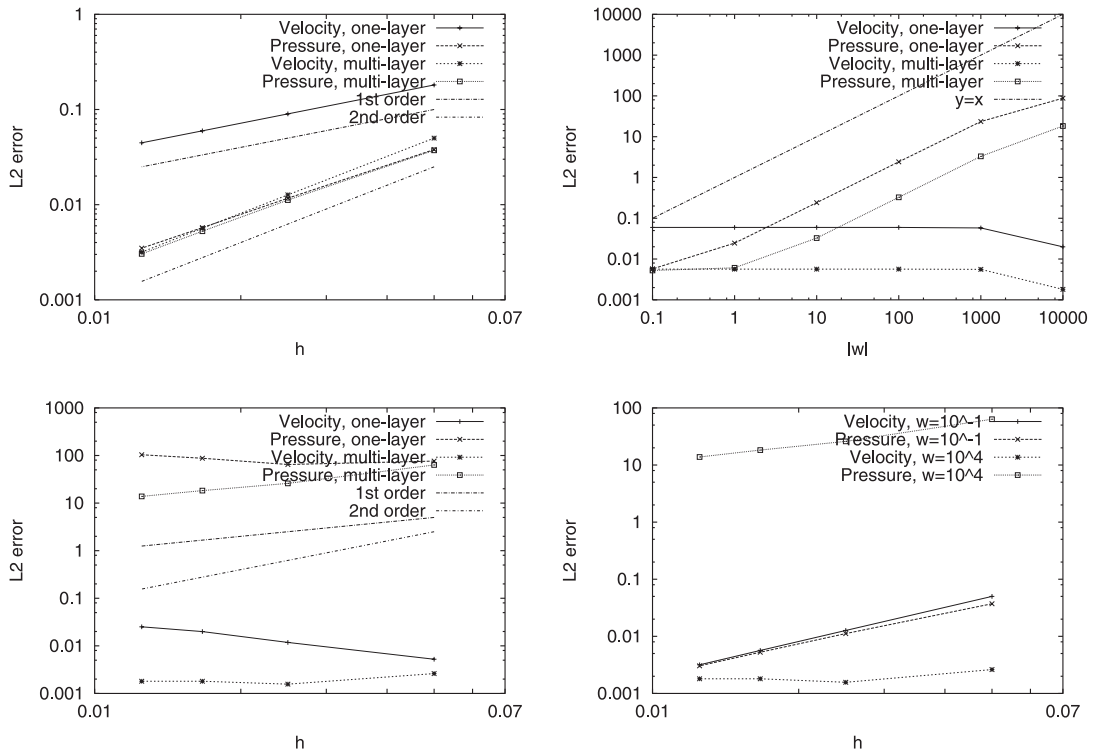 1
0.1
0.01
0.001
0.01
0.07
L2 error
h
Velocity, one-layer
Pressure, one-layer
Velocity, multi-layer
Pressure, multi-layer
1st order
2nd order
10000
1000
100
10
1
0.1
0.01
0.001
0.1
1
10
100
1000
10000
L2 error
|w|
Velocity, one-layer
Pressure, one-layer
Velocity, multi-layer
Pressure, multi-layer
y=x
1000
100
10
1
0.1
0.01
0.001
0.01
0.07
L2 error
h
Velocity, one-layer
Pressure, one-layer
Velocity, multi-layer
Pressure, multi-layer
1st order
2nd order
100
10
1
0.1
0.01
0.001
0.01
0.07
L2 error
h
Velocity, w=10^-1
Pressure, w=10^-1
Velocity, w=10^4
Pressure, w=10^4